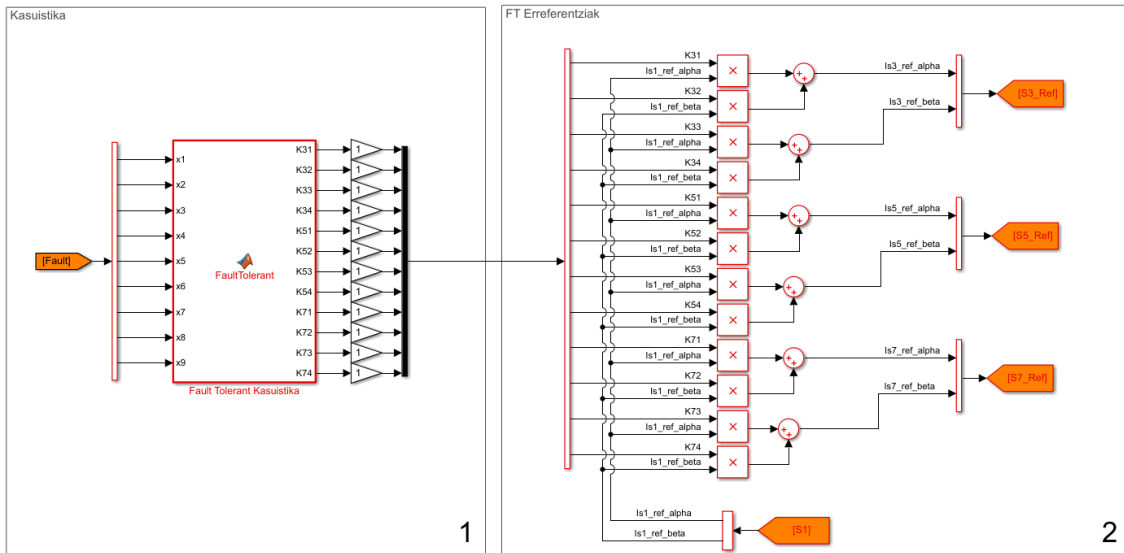 Kasuistika
[Fault]
x1
x2
x3
x4
x5
x6
x7
x8
x9
FaultTolerant
K31
K32
K33
K34
K51
K52
K53
K54
K71
K72
K73
K74
1
1
1
1
1
1
1
1
1
1
1
1
Fault Tolerant Kasuistika
1
FT Erreferentziak
K31
Is1_ref_alpha
K32
Is1_ref_beta
K33
Is1_ref_alpha
K34
Is1_ref_beta
K51
Is1_ref_alpha
K52
Is1_ref_beta
K53
Is1_ref_alpha
K54
Is1_ref_beta
K71
Is1_ref_alpha
K72
Is1_ref_beta
K73
Is1_ref_alpha
K74
Is1_ref_beta
Is3_ref_alpha
Is3_ref_beta
[S3_Ref]
Is5_ref_alpha
Is5_ref_beta
[S5_Ref]
Is7_ref_alpha
Is7_ref_beta
[S7_Ref]
Is1_ref_alpha
Is1_ref_beta
[S1]
2